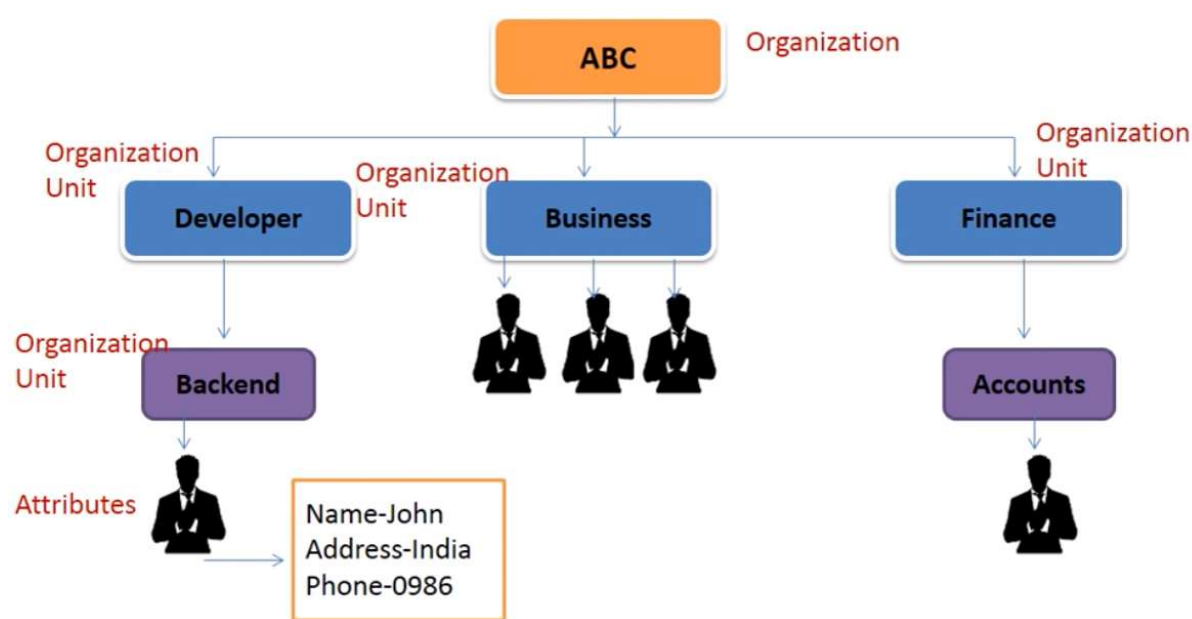 ABC
Organization
Organization
Unit
Organization
Unit
Organization
Unit
Developer
Business
Finance
Organization
Unit
Backend
Accounts
Attributes
Name-John
Address-India
Phone-0986